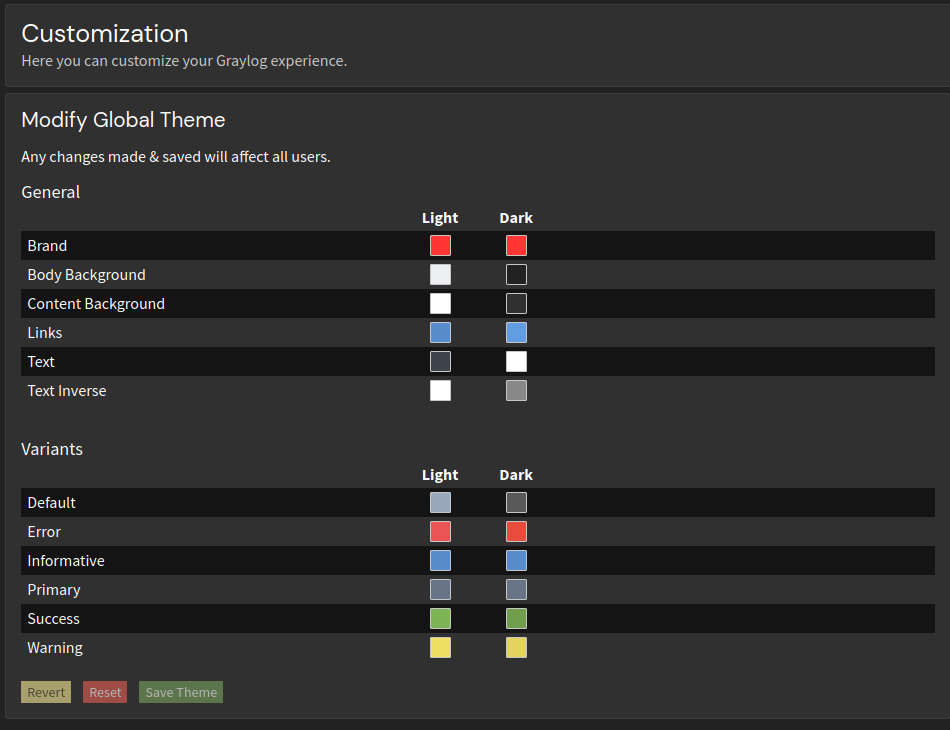 Customization
Here you can customize your Graylog experience.
Modify Global Theme
Any changes made & saved will affect all users.
General
Light Dark
Brand
Body Background
Content Background
Links
Text
Text Inverse
Variants
Light Dark
Default
Error
Informative
Primary
Success
Warning
Revert Reset Save Theme